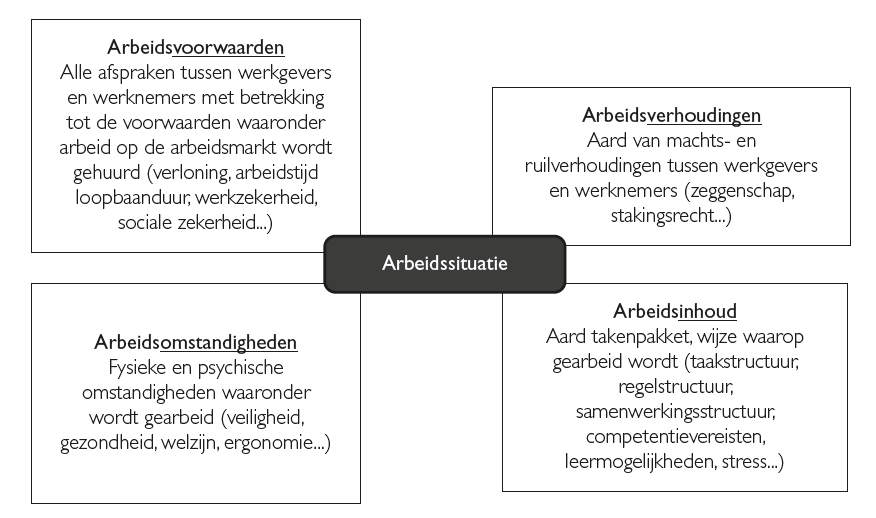 Arbeidsvoorwaarden
Alle afspraken tussen werkgevers
en werknemers met betrekking
tot de voorwaarden waaronder
arbeid op de arbeidsmarkt wordt
gehuurd (verloning, arbeidstijd
loopbaanduur, werkzekerheid,
sociale zekerheid...)
Arbeidsverhoudingen
Aard van machts- en
ruilverhoudingen tussen werkgevers
en werknemers (zeggenschap,
stakingsrecht...)
Arbeidssituatie
Arbeidsomstandigheden
Fysieke en psychische
omstandigheden waaronder
wordt gearbeid (veiligheid,
gezondheid, welzijn, ergonomie...)
Arbeidsinhoud
Aard takenpakket, wijze waarop
gearbeid wordt (taakstructuur,
regelstructuur,
samenwerkingsstructuur,
competentievereisten,
leermogelijkheden, stress...)